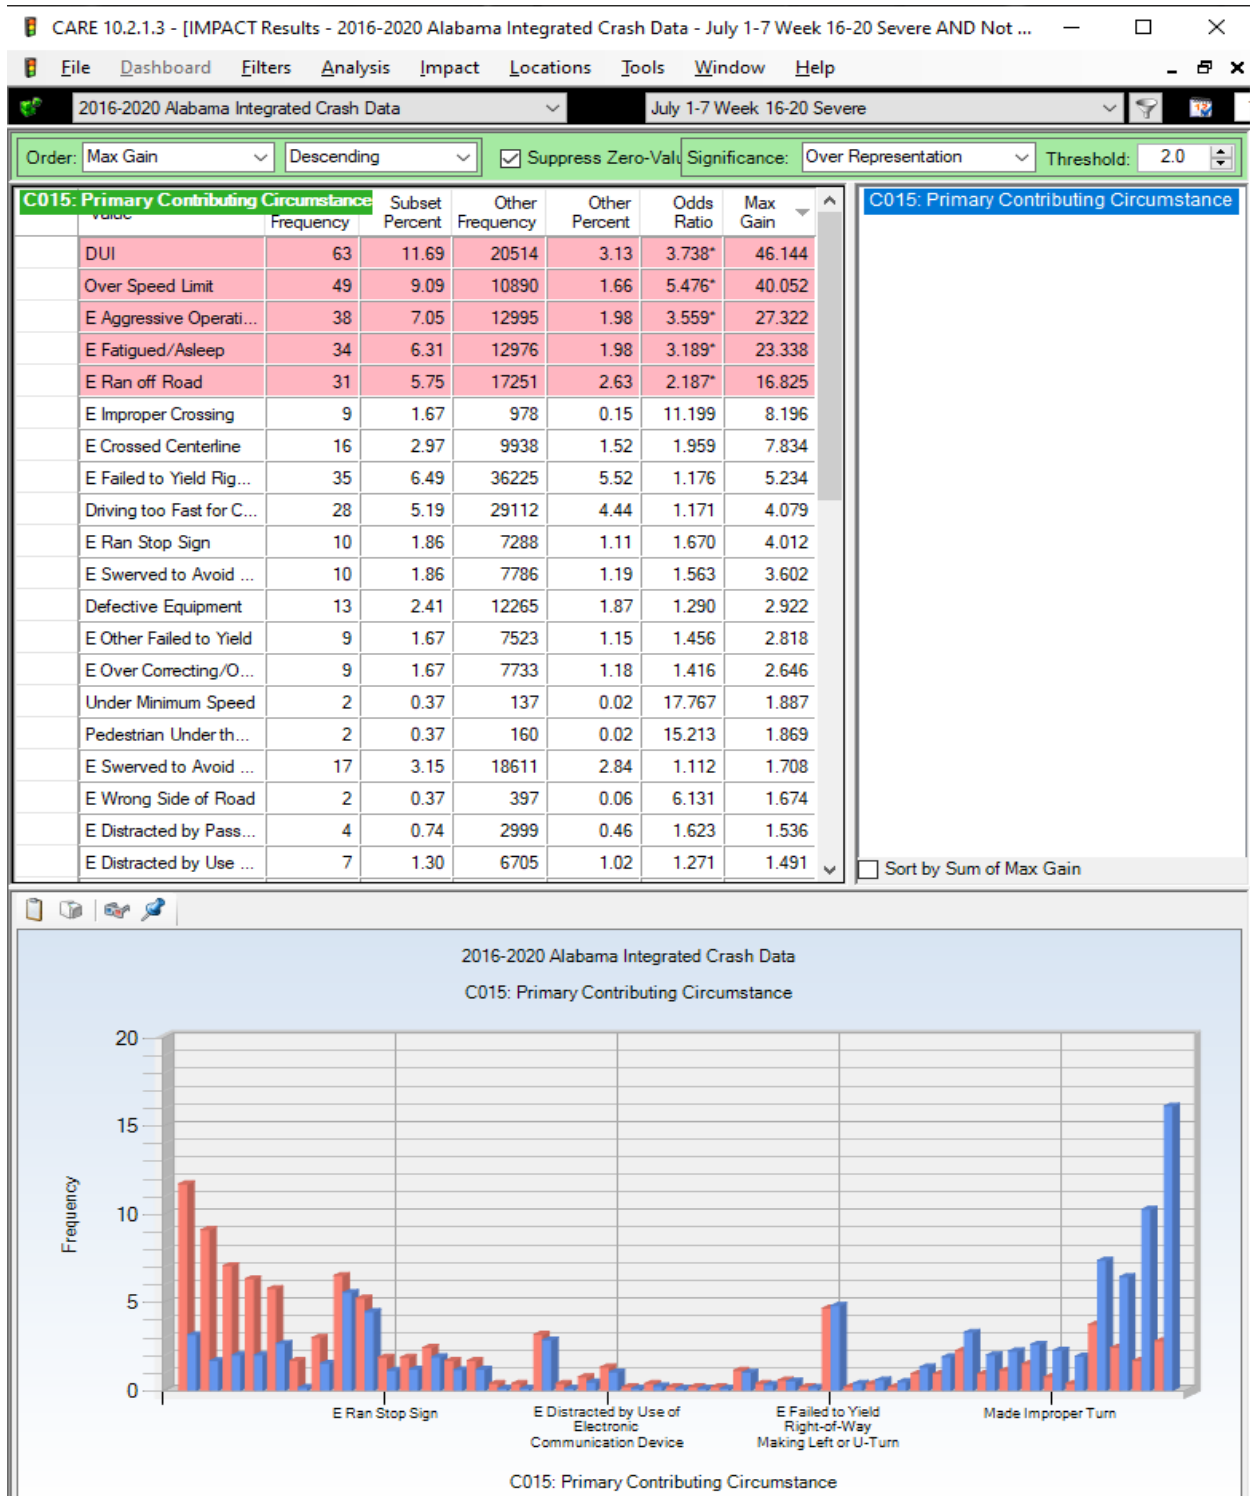 CARE 10.2.1.3 - [IMPACT Results - 2016-2020 Alabama Integrated Crash Data - July 1-7 Week 16-20 Severe AND Not ...
File Dashboard Filters Analysis Impact Locations Tools Window Help
2016-2020 Alabama Integrated Crash Data July 1-7 Week 16-20 Severe
Order: Max Gain Descending Suppress Zero-Valu Significance: Over Representation Threshold: 2.0
C015: Primary Contributing Circumstance Subset Other Other Odds Max C015: Primary Contributing Circumstance
Frequency Percent Frequency Percent Ratio Gain
DUI 63 11.69 20514 3.13 3.738* 46.144
Over Speed Limit 49 9.09 10890 1.66 5.476* 40.052
E Aggressive Operati... 38 7.05 12995 1.98 3.559* 27.322
E Fatigued/Asleep 34 6.31 12976 1.98 3.189* 23.338
E Ran off Road 31 5.75 17251 2.63 2.187* 16.825
E Improper Crossing 9 1.67 978 0.15 11.199 8.196
E Crossed Centerline 16 2.97 9938 1.52 1.959 7.834
E Failed to Yield Rig... 35 6.49 36225 5.52 1.176 5.234
Driving too Fast for C... 28 5.19 29112 4.44 1.171 4.079
E Ran Stop Sign 10 1.86 7288 1.11 1.670 4.012
E Swerved to Avoid ... 10 1.86 7786 1.19 1.563 3.602
Defective Equipment 13 2.41 12265 1.87 1.290 2.922
E Other Failed to Yield 9 1.67 7523 1.15 1.456 2.818
E Over Correcting/O... 9 1.67 7733 1.18 1.416 2.646
Under Minimum Speed 2 0.37 137 0.02 17.767 1.887
Pedestrian Under th... 2 0.37 160 0.02 15.213 1.869
E Swerved to Avoid ... 17 3.15 18611 2.84 1.112 1.708
E Wrong Side of Road 2 0.37 397 0.06 6.131 1.674
E Distracted by Pass... 4 0.74 2999 0.46 1.623 1.536
E Distracted by Use ... 7 1.30 6705 1.02 1.271 1.491
Sort by Sum of Max Gain
2016-2020 Alabama Integrated Crash Data
C015: Primary Contributing Circumstance
20
15
10
5
0
Frequency
E Ran Stop Sign
E Distracted by Use of
Electronic
Communication Device
E Failed to Yield
Right-of-Way
Making Left or U-Turn
Made Improper Turn
C015: Primary Contributing Circumstance